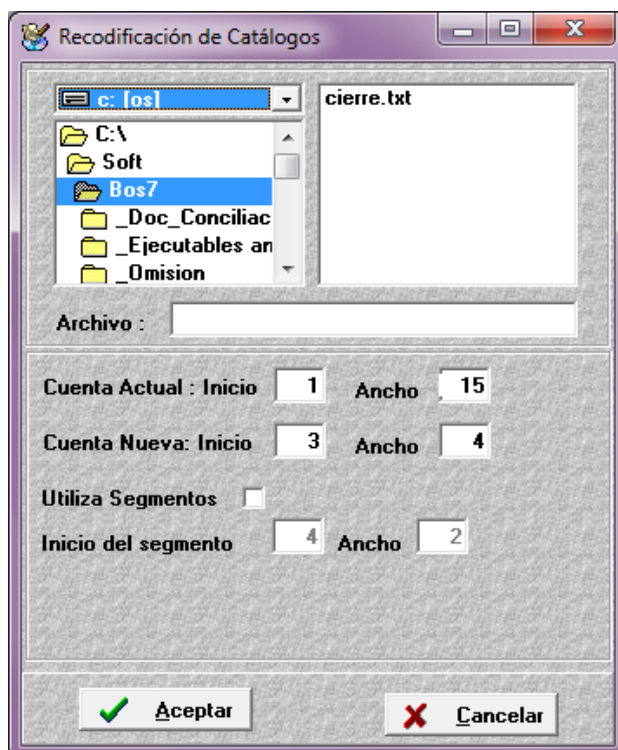 Recodificación de Catálogos
c: [os]
cierre.txt
C:\
Soft
Bos7
_Doc_Conciliac
_Ejecutables an
_Omision
Archivo :
Cuenta Actual : Inicio 1 Ancho 15
Cuenta Nueva: Inicio 3 Ancho 4
Utiliza Segmentos
Inicio del segmento 4 Ancho 2
Aceptar Cancelar